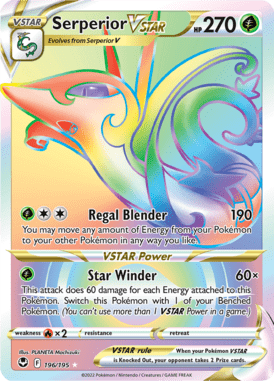 VSTAR Serperior VSTAR HP 270
Evolves from Serperior V
Regal Blender 190
You may move any amount of Energy from your Pokémon
to your other Pokémon in any way you like.
VSTAR Power
Star Winder 60×
This attack does 60 damage for each Energy attached to this
Pokémon. Switch this Pokémon with 1 of your Benched
Pokémon. (You can't use more than 1 VSTAR Power in a game.)
weakness ×2 resistance retreat
Illus. PLANETA Mochizuki
F 196/195
VSTAR rule When your Pokémon VSTAR
is Knocked Out, your opponent takes 2 Prize cards.
©2022 Pokémon / Nintendo / Creatures / GAME FREAK